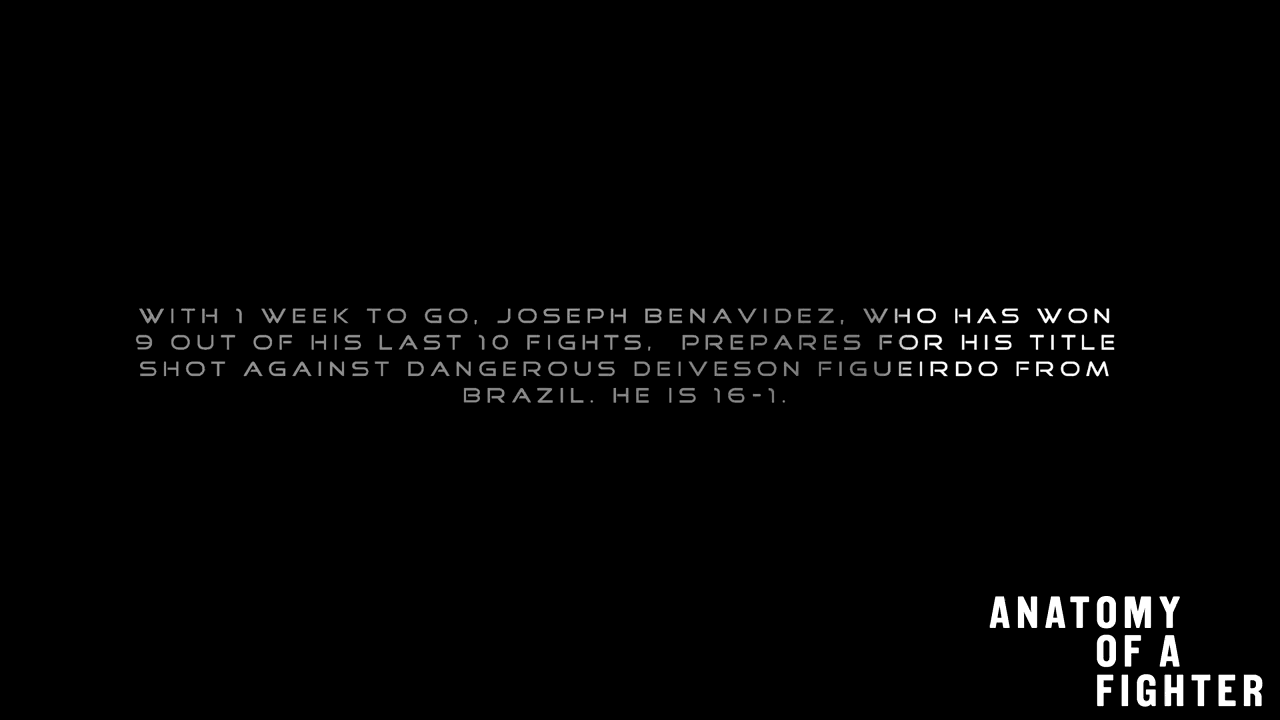 WITH 1 WEEK TO GO, JOSEPH BENAVIDEZ, WHO HAS WON
9 OUT OF HIS LAST 10 FIGHTS,  PREPARES FOR HIS TITLE
SHOT AGAINST DANGEROUS DEIVESON FIGUEIRDO FROM
BRAZIL. HE IS 16-1.
ANATOMY
OF A
FIGHTER